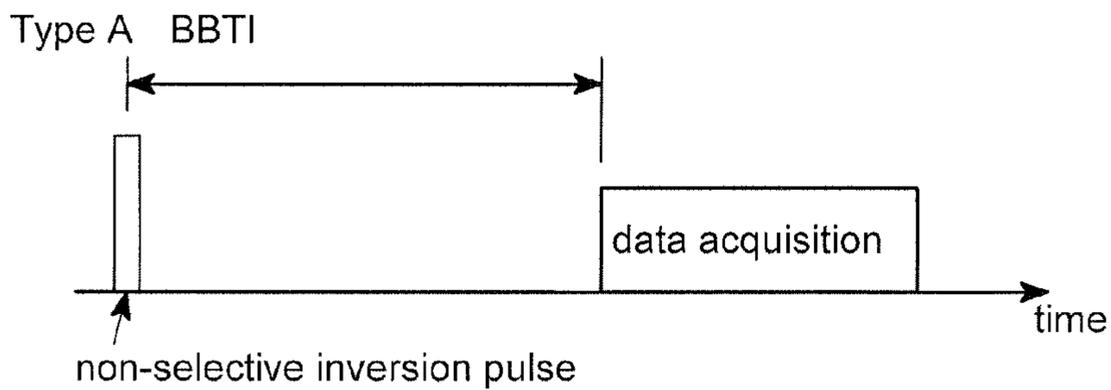 Type A BBTI
data acquisition
time
non-selective inversion pulse